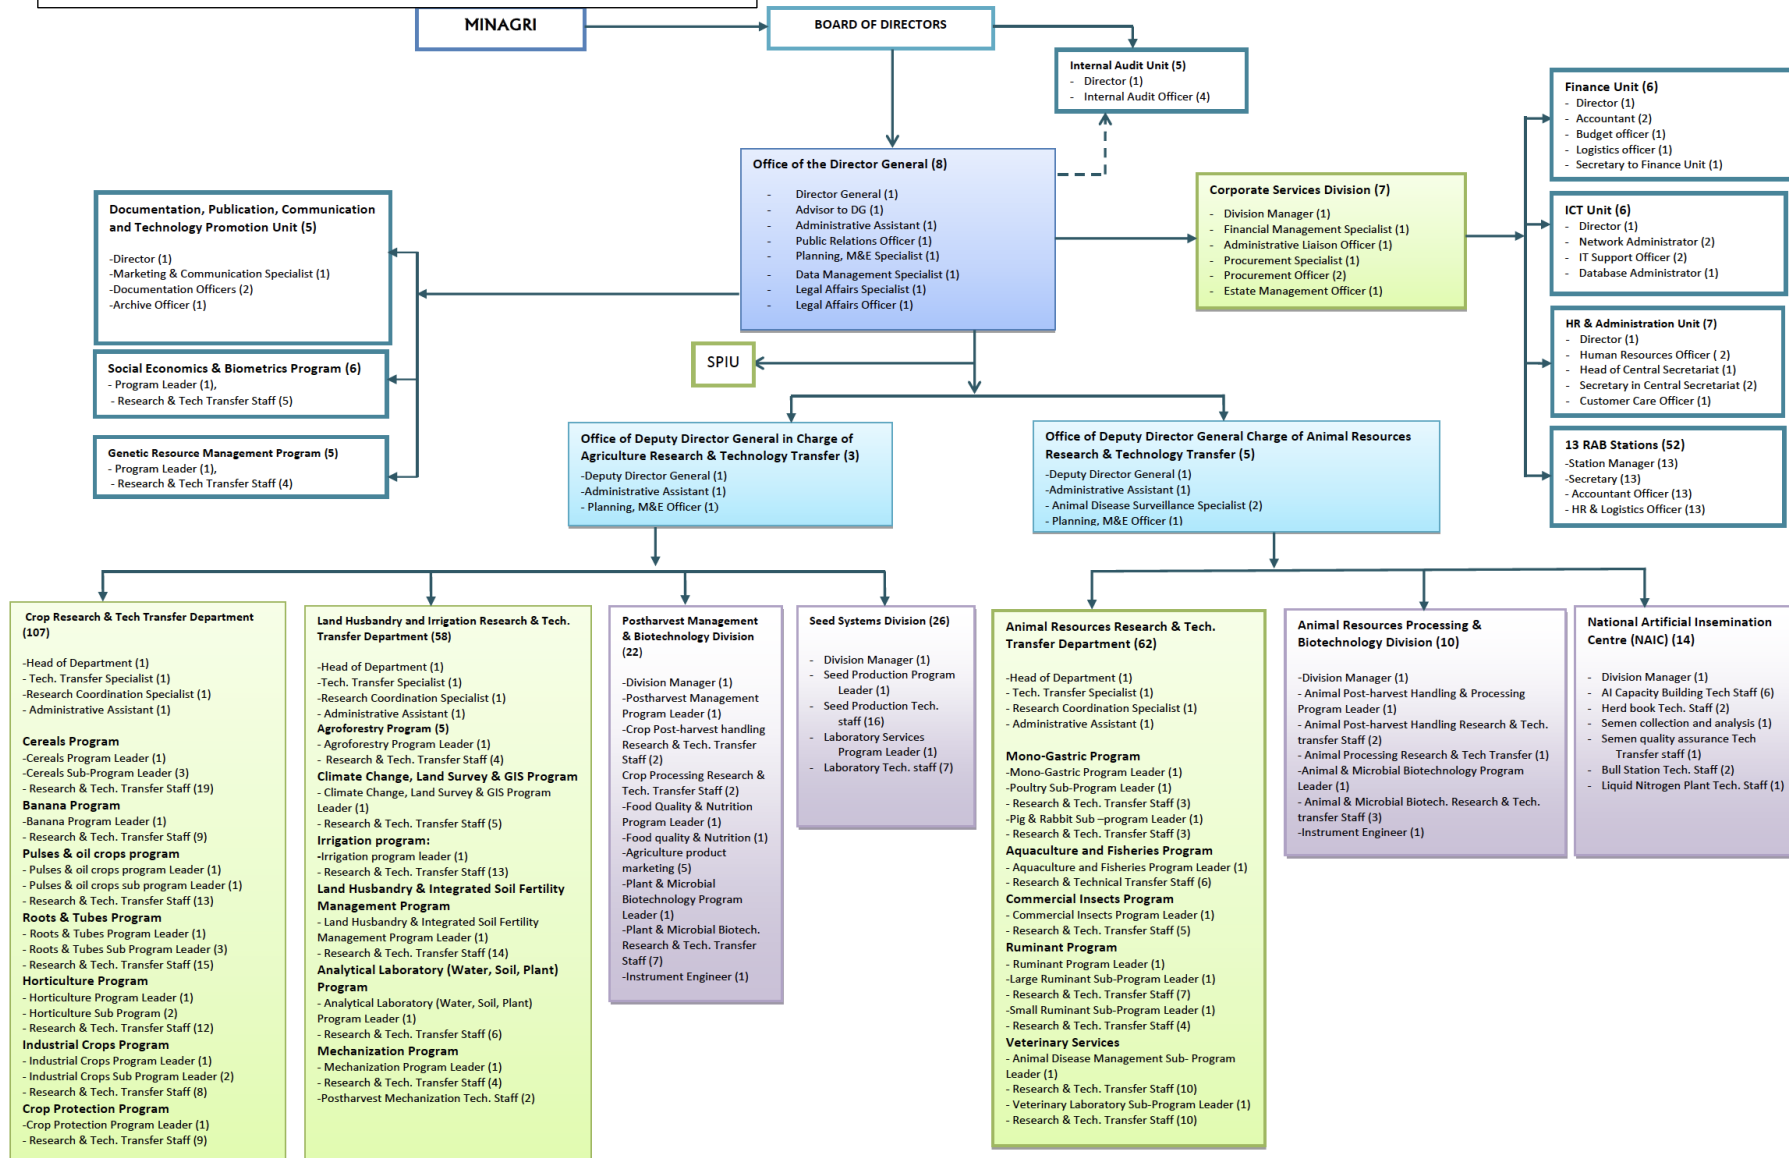 MINAGRI
BOARD OF DIRECTORS
Internal Audit Unit (5)
- Director (1)
- Internal Audit Officer (4)
Finance Unit (6)
- Director (1)
- Accountant (2)
- Budget officer (1)
- Logistics officer (1)
- Secretary to Finance Unit (1)
Office of the Director General (8)
- Director General (1)
- Advisor to DG (1)
- Administrative Assistant (1)
- Public Relations Officer (1)
- Planning, M&E Specialist (1)
- Data Management Specialist (1)
- Legal Affairs Specialist (1)
- Legal Affairs Officer (1)
Corporate Services Division (7)
- Division Manager (1)
- Financial Management Specialist (1)
- Administrative Liaison Officer (1)
- Procurement Specialist (1)
- Procurement Officer (2)
- Estate Management Officer (1)
Documentation, Publication, Communication
and Technology Promotion Unit (5)
-Director (1)
-Marketing & Communication Specialist (1)
-Documentation Officers (2)
-Archive Officer (1)
ICT Unit (6)
- Director (1)
- Network Administrator (2)
- IT Support Officer (2)
- Database Administrator (1)
HR & Administration Unit (7)
- Director (1)
- Human Resources Officer ( 2)
- Head of Central Secretariat (1)
- Secretary in Central Secretariat (2)
- Customer Care Officer (1)
SPIU
Social Economics & Biometrics Program (6)
- Program Leader (1),
- Research & Tech Transfer Staff (5)
Genetic Resource Management Program (5)
- Program Leader (1),
- Research & Tech Transfer Staff (4)
13 RAB Stations (52)
-Station Manager (13)
-Secretary (13)
- Accountant Officer (13)
- HR & Logistics Officer (13)
Office of Deputy Director General in Charge of
Agriculture Research & Technology Transfer (3)
-Deputy Director General (1)
-Administrative Assistant (1)
- Planning, M&E Officer (1)
Office of Deputy Director General Charge of Animal Resources
Research & Technology Transfer (5)
-Deputy Director General (1)
-Administrative Assistant (1)
- Animal Disease Surveillance Specialist (2)
- Planning, M&E Officer (1)
Crop Research & Tech Transfer Department
(107)
-Head of Department (1)
- Tech. Transfer Specialist (1)
-Research Coordination Specialist (1)
- Administrative Assistant (1)
Cereals Program
-Cereals Program Leader (1)
-Cereals Sub-Program Leader (3)
- Research & Tech. Transfer Staff (19)
Banana Program
-Banana Program Leader (1)
- Research & Tech. Transfer Staff (9)
Pulses & oil crops program
- Pulses & oil crops program Leader (1)
- Pulses & oil crops sub program Leader (1)
- Research & Tech. Transfer Staff (13)
Roots & Tubes Program
- Roots & Tubes Program Leader (1)
- Roots & Tubes Sub Program Leader (3)
- Research & Tech. Transfer Staff (15)
Horticulture Program
- Horticulture Program Leader (1)
- Horticulture Sub Program (2)
- Research & Tech. Transfer Staff (12)
Industrial Crops Program
- Industrial Crops Program Leader (1)
- Industrial Crops Sub Program Leader (2)
- Research & Tech. Transfer Staff (8)
Crop Protection Program
-Crop Protection Program Leader (1)
- Research & Tech. Transfer Staff (9)
Land Husbandry and Irrigation Research & Tech.
Transfer Department (58)
-Head of Department (1)
-Tech. Transfer Specialist (1)
-Research Coordination Specialist (1)
- Administrative Assistant (1)
Agroforestry Program (5)
- Agroforestry Program Leader (1)
- Research & Tech. Transfer Staff (4)
Climate Change, Land Survey & GIS Program
- Climate Change, Land Survey & GIS Program
Leader (1)
- Research & Tech. Transfer Staff (5)
Irrigation program:
-Irrigation program leader (1)
- Research & Tech. Transfer Staff (13)
Land Husbandry & Integrated Soil Fertility
Management Program
- Land Husbandry & Integrated Soil Fertility
Management Program Leader (1)
- Research & Tech. Transfer Staff (14)
Analytical Laboratory (Water, Soil, Plant)
Program
- Analytical Laboratory (Water, Soil, Plant)
Program Leader (1)
- Research & Tech. Transfer Staff (6)
Mechanization Program
- Mechanization Program Leader (1)
- Research & Tech. Transfer Staff (4)
-Postharvest Mechanization Tech. Staff (2)
Postharvest Management
& Biotechnology Division
(22)
-Division Manager (1)
-Postharvest Management
Program Leader (1)
-Crop Post-harvest handling
Research & Tech. Transfer
Staff (2)
Crop Processing Research &
Tech. Transfer Staff (2)
-Food Quality & Nutrition
Program Leader (1)
-Food quality & Nutrition (1)
-Agriculture product
marketing (5)
-Plant & Microbial
Biotechnology Program
Leader (1)
-Plant & Microbial Biotech.
Research & Tech. Transfer
Staff (7)
-Instrument Engineer (1)
Seed Systems Division (26)
- Division Manager (1)
- Seed Production Program
Leader (1)
- Seed Production Tech.
staff (16)
- Laboratory Services
Program Leader (1)
- Laboratory Tech. staff (7)
Animal Resources Research & Tech.
Transfer Department (62)
-Head of Department (1)
- Tech. Transfer Specialist (1)
- Research Coordination Specialist (1)
- Administrative Assistant (1)
Mono-Gastric Program
-Mono-Gastric Program Leader (1)
-Poultry Sub-Program Leader (1)
- Research & Tech. Transfer Staff (3)
-Pig & Rabbit Sub –program Leader (1)
- Research & Tech. Transfer Staff (3)
Aquaculture and Fisheries Program
- Aquaculture and Fisheries Program Leader (1)
- Research & Technical Transfer Staff (6)
Commercial Insects Program
- Commercial Insects Program Leader (1)
- Research & Tech. Transfer Staff (5)
Ruminant Program
- Ruminant Program Leader (1)
-Large Ruminant Sub-Program Leader (1)
- Research & Tech. Transfer Staff (7)
-Small Ruminant Sub-Program Leader (1)
- Research & Tech. Transfer Staff (4)
Veterinary Services
- Animal Disease Management Sub- Program
Leader (1)
- Research & Tech. Transfer Staff (10)
- Veterinary Laboratory Sub-Program Leader (1)
- Research & Tech. Transfer Staff (10)
Animal Resources Processing &
Biotechnology Division (10)
-Division Manager (1)
- Animal Post-harvest Handling & Processing
Program Leader (1)
- Animal Post-harvest Handling Research & Tech.
transfer Staff (2)
- Animal Processing Research & Tech Transfer (1)
-Animal & Microbial Biotechnology Program
Leader (1)
- Animal & Microbial Biotech. Research & Tech.
transfer Staff (3)
-Instrument Engineer (1)
National Artificial Insemination
Centre (NAIC) (14)
- Division Manager (1)
- AI Capacity Building Tech Staff (6)
- Herd book Tech. Staff (2)
- Semen collection and analysis (1)
- Semen quality assurance Tech
Transfer staff (1)
- Bull Station Tech. Staff (2)
- Liquid Nitrogen Plant Tech. Staff (1)